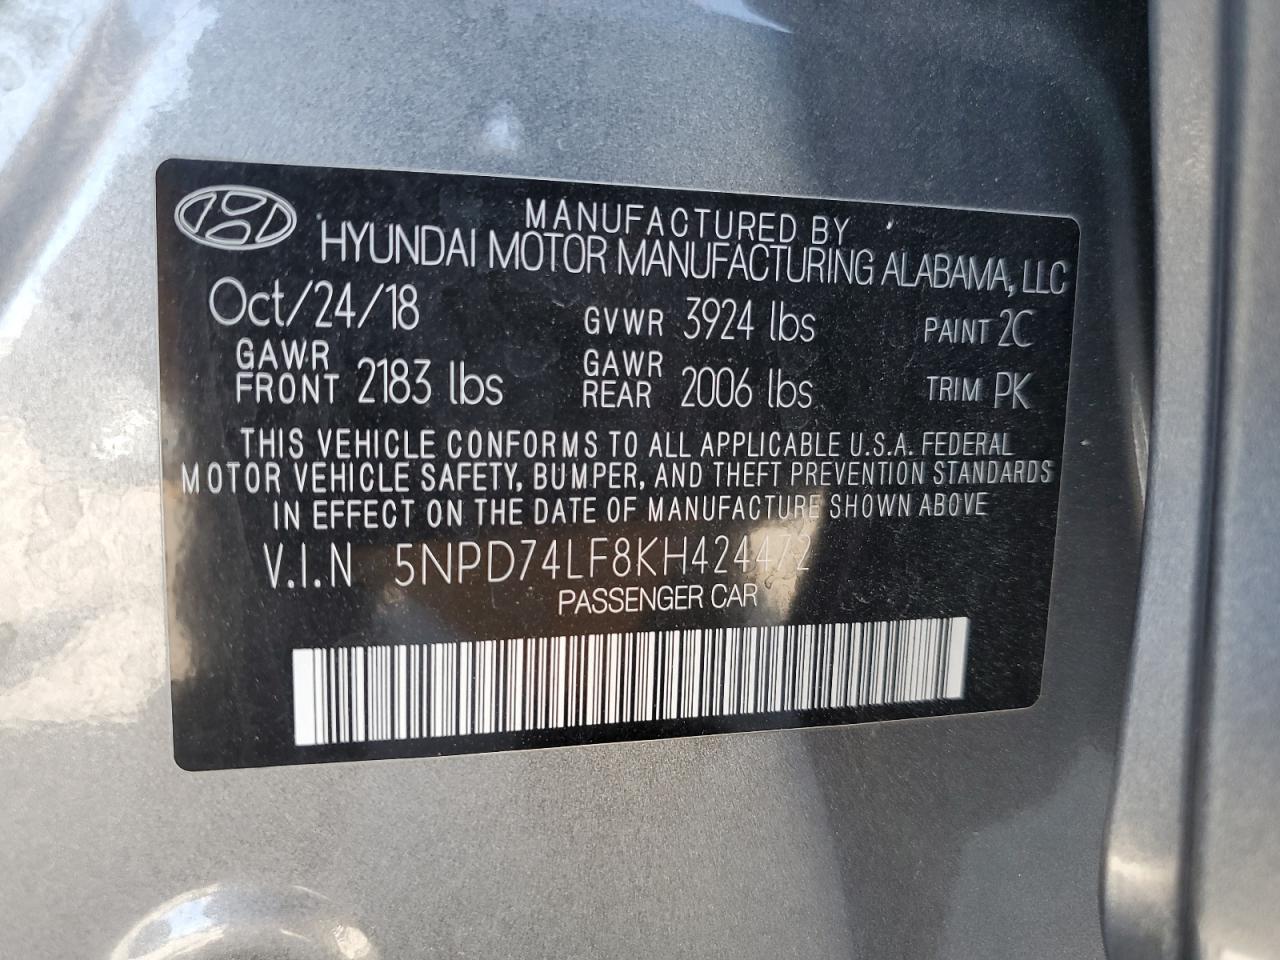 MANUFACTURED BY
HYUNDAI MOTOR MANUFACTURING ALABAMA, LLC
Oct/24/18 GVWR 3924 lbs PAINT 2C
GAWR FRONT 2183 lbs GAWR REAR 2006 lbs TRIM PK
THIS VEHICLE CONFORMS TO ALL APPLICABLE U.S.A. FEDERAL
MOTOR VEHICLE SAFETY, BUMPER, AND THEFT PREVENTION STANDARDS
IN EFFECT ON THE DATE OF MANUFACTURE SHOWN ABOVE
V.I.N 5NPD74LF8KH424472
PASSENGER CAR